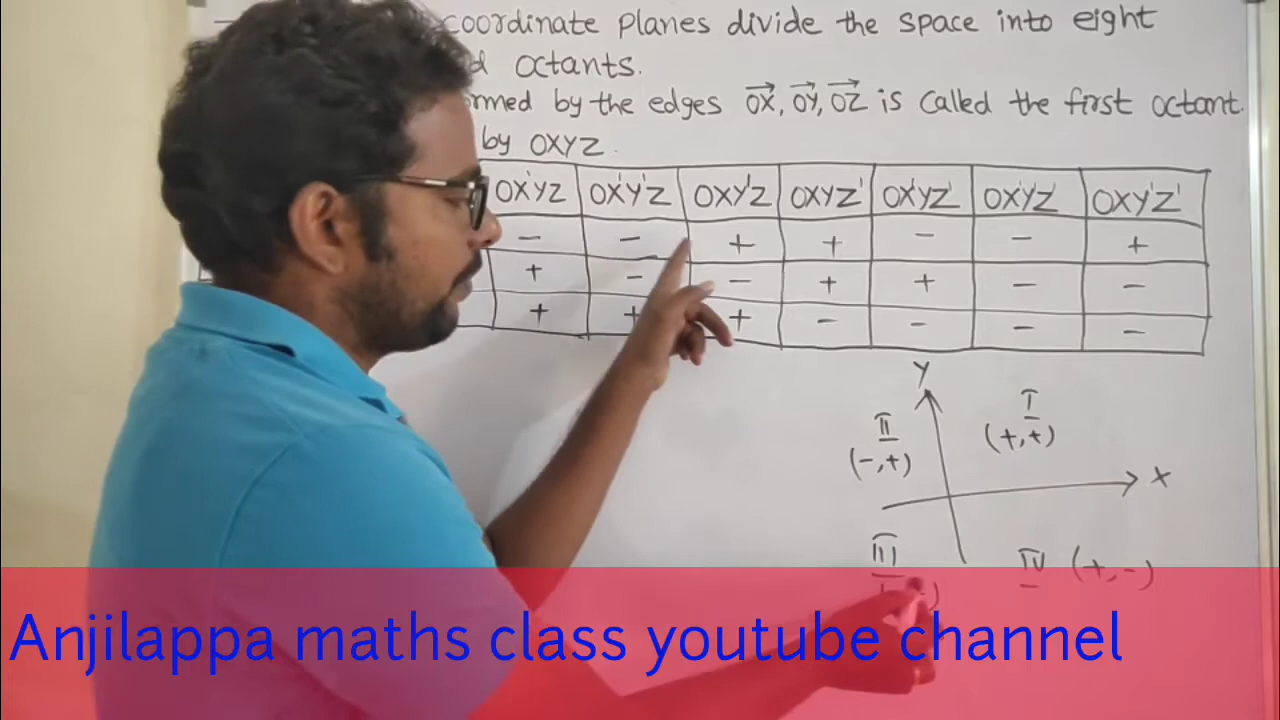 coordinate planes divide the space into eight
octants.
by the edges OX, OY, OZ is called the first octant.
by OXYZ.
OX'YZ OX'Y'Z OXY'Z OXYZ' OX'YZ' OX'Y'Z' OXY'Z'
- - + + - - +
+ - - + + - -
+ + + - - - -
Y
II I
(-,+) (+,+)
X
III IV (+,-)
Anjilappa maths class youtube channel